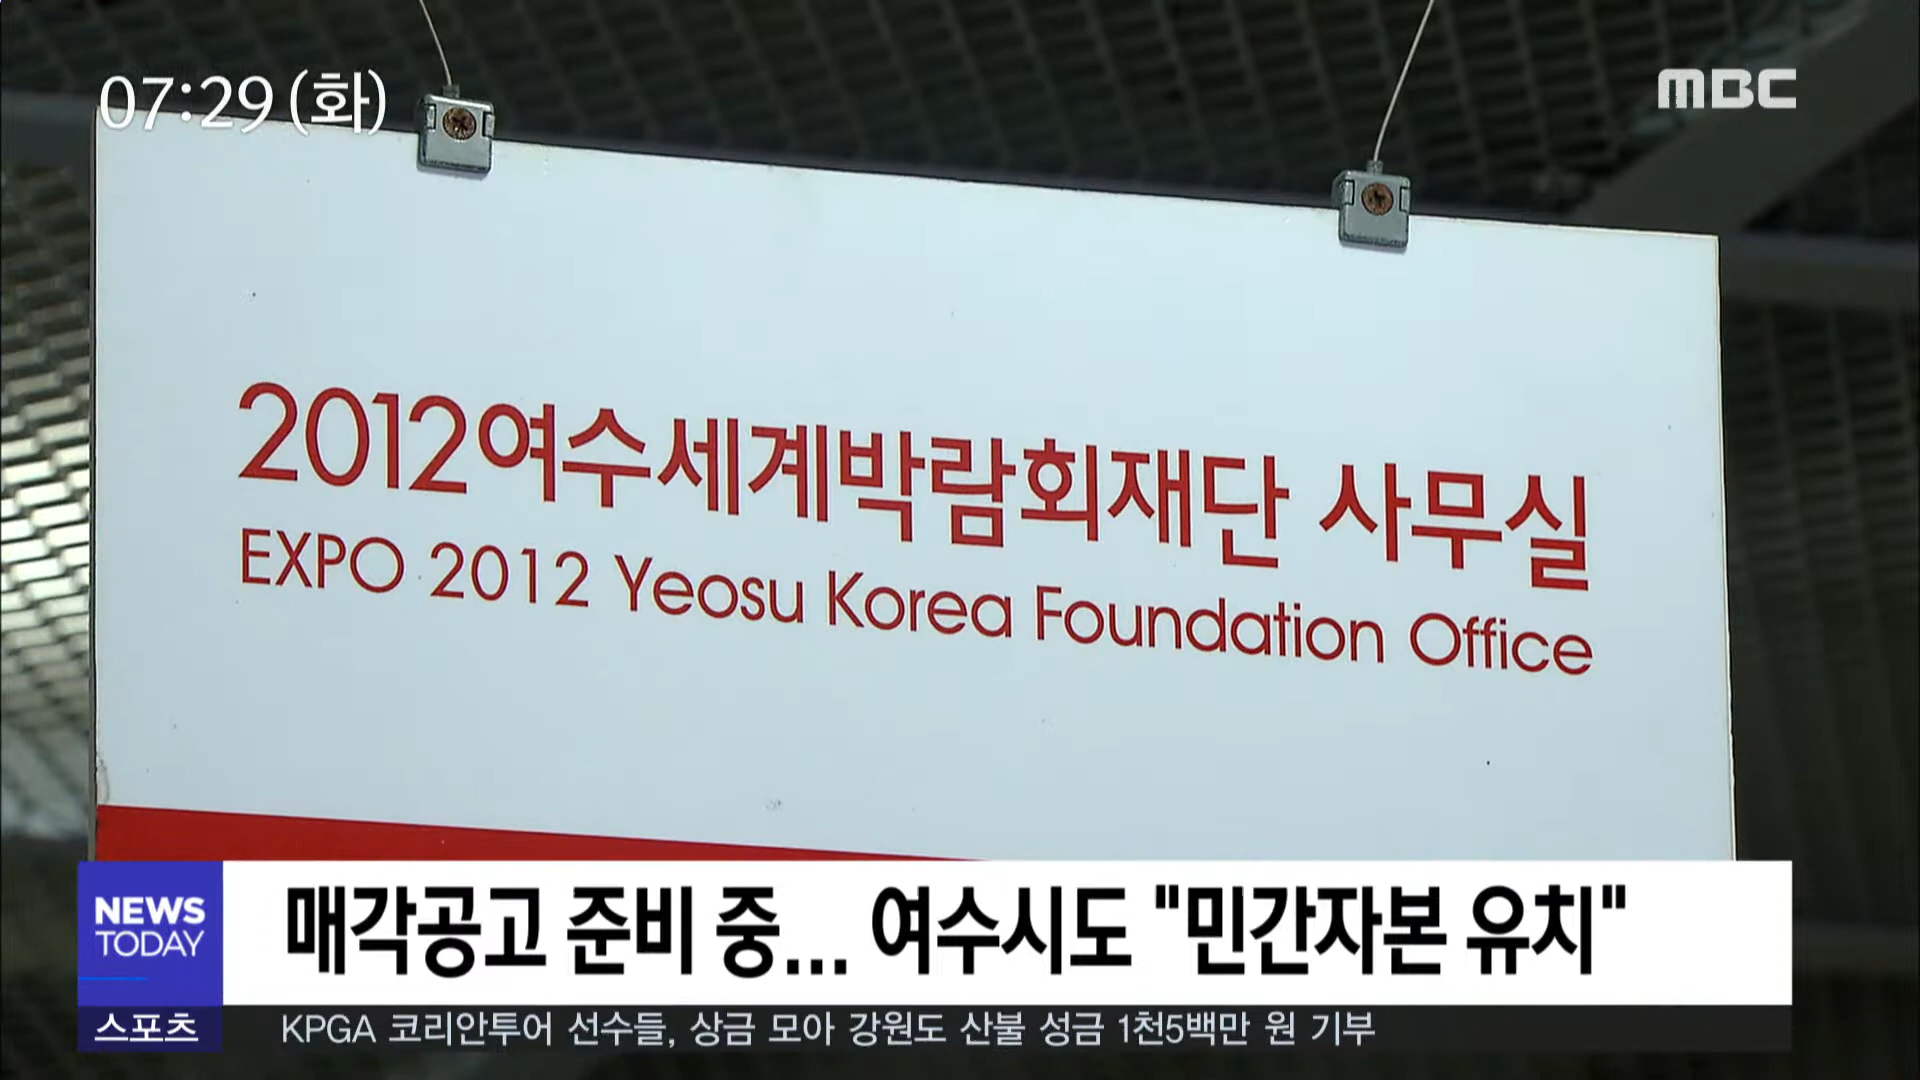 07:29 (화)
MBC
2012여수세계박람회재단 사무실
EXPO 2012 Yeosu Korea Foundation Office
NEWS
TODAY
매각공고 준비 중... 여수시도 "민간자본 유치"
스포츠
KPGA 코리안투어 선수들, 상금 모아 강원도 산불 성금 1천5백만 원 기부